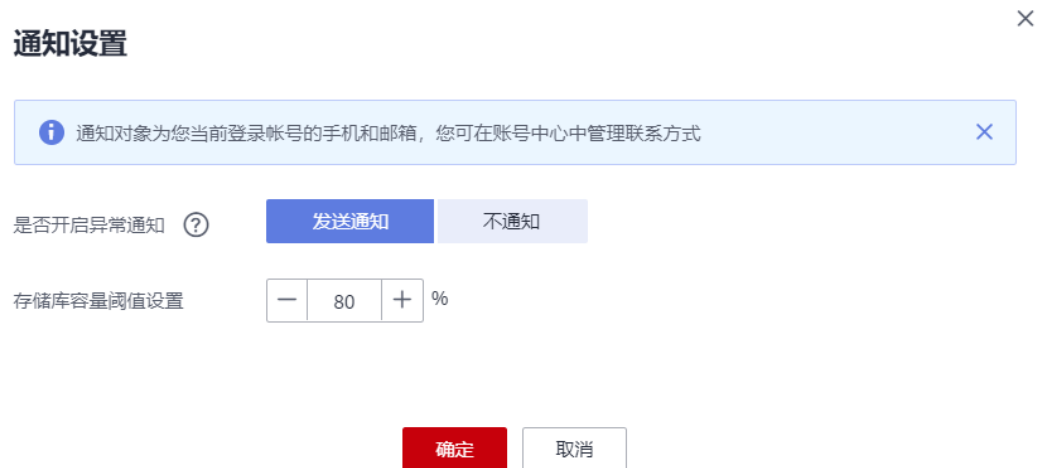 通知设置
通知对象为您当前登录帐号的手机和邮箱，您可在账号中心中管理联系方式
是否开启异常通知 ? 发送通知 不通知
存储库容量阈值设置 — 80 + %
确定 取消